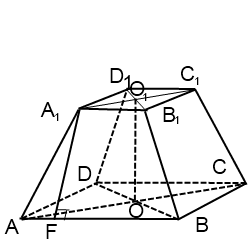 D₁ O₁ C₁
A₁ B₁
D C
A F O B